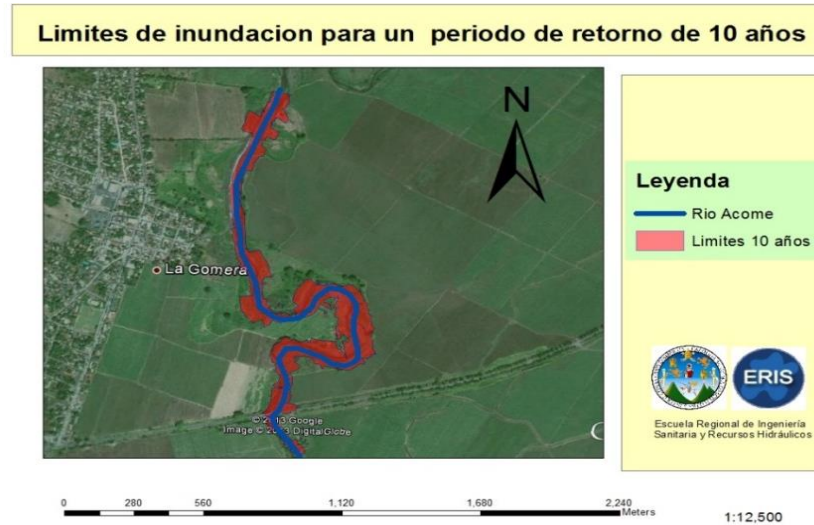 Limites de inundacion para un periodo de retorno de 10 años
N
La Gomera
© 2013 Google
Image © 2013 DigitalGlobe
Leyenda
Rio Acome
Limites 10 años
ERIS
Escuela Regional de Ingeniería
Sanitaria y Recursos Hidráulicos
0 280 560 1,120 1,680 2,240
Meters
1:12,500